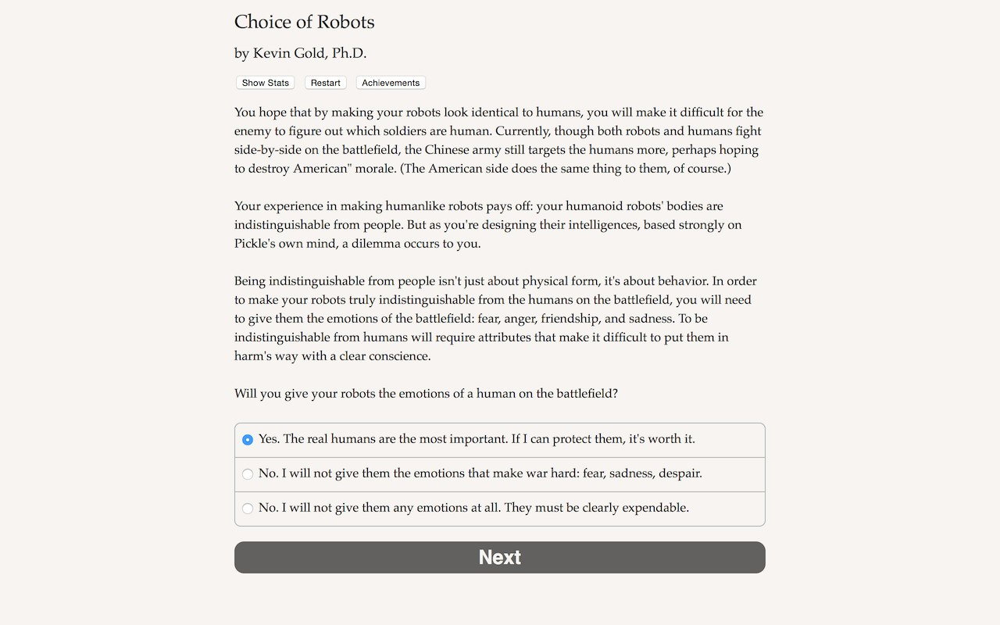 Choice of Robots
by Kevin Gold, Ph.D.
Show Stats Restart Achievements
You hope that by making your robots look identical to humans, you will make it difficult for the
enemy to figure out which soldiers are human. Currently, though both robots and humans fight
side-by-side on the battlefield, the Chinese army still targets the humans more, perhaps hoping
to destroy American" morale. (The American side does the same thing to them, of course.)
Your experience in making humanlike robots pays off: your humanoid robots' bodies are
indistinguishable from people. But as you're designing their intelligences, based strongly on
Pickle's own mind, a dilemma occurs to you.
Being indistinguishable from people isn't just about physical form, it's about behavior. In order
to make your robots truly indistinguishable from the humans on the battlefield, you will need
to give them the emotions of the battlefield: fear, anger, friendship, and sadness. To be
indistinguishable from humans will require attributes that make it difficult to put them in
harm's way with a clear conscience.
Will you give your robots the emotions of a human on the battlefield?
Yes. The real humans are the most important. If I can protect them, it's worth it.
No. I will not give them the emotions that make war hard: fear, sadness, despair.
No. I will not give them any emotions at all. They must be clearly expendable.
Next